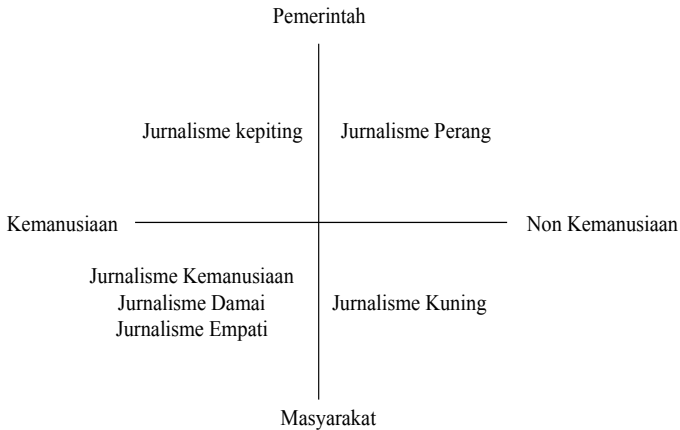 Pemerintah
Jurnalisme kepiting
Jurnalisme Perang
Kemanusiaan
Non Kemanusiaan
Jurnalisme Kemanusiaan
Jurnalisme Damai
Jurnalisme Empati
Jurnalisme Kuning
Masyarakat